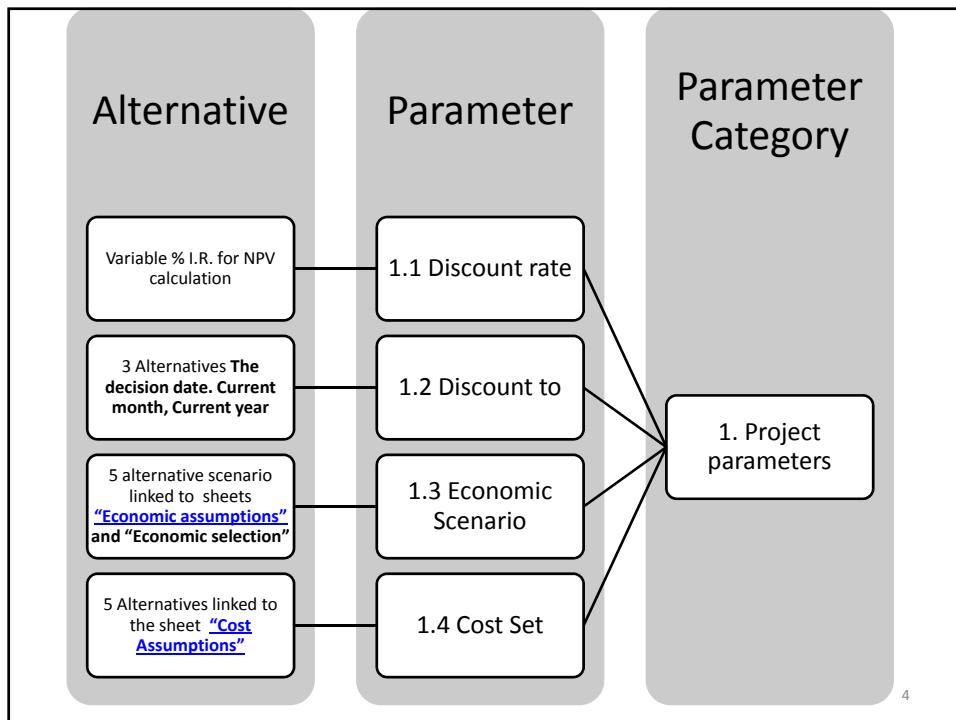 Alternative
Parameter
Parameter
Category
Variable % I.R. for NPV
calculation
1.1 Discount rate
3 Alternatives The
decision date. Current
month, Current year
1.2 Discount to
1. Project
parameters
5 alternative scenario
linked to sheets
“Economic assumptions”
and “Economic selection”
1.3 Economic
Scenario
5 Alternatives linked to
the sheet “Cost
Assumptions”
1.4 Cost Set
4